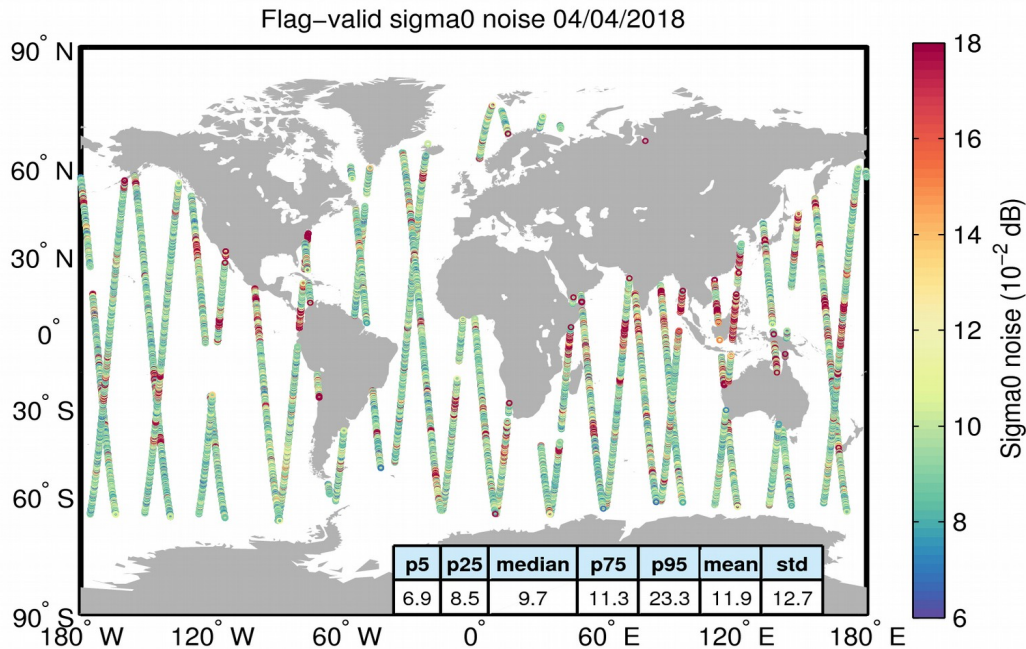 Flag−valid sigma0 noise 04/04/2018
90° N
60° N
30° N
0°
30° S
60° S
90° S
180° W
120° W
60° W
0°
60° E
120° E
180° E
p5 p25 median p75 p95 mean std
6.9 8.5 9.7 11.3 23.3 11.9 12.7
18
16
14
12
10
8
6
Sigma0 noise (10⁻² dB)